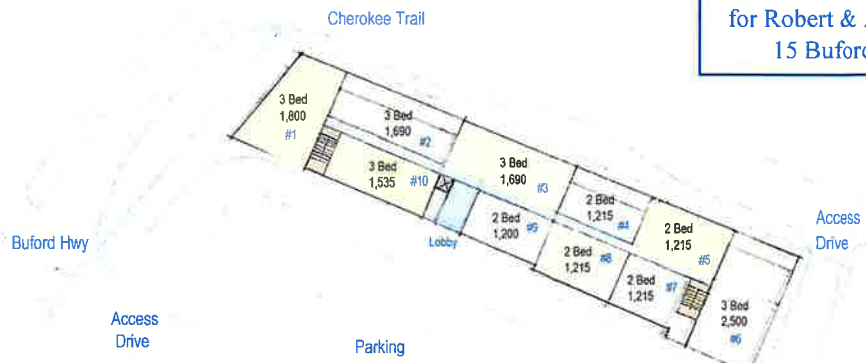 Cherokee Trail
for Robert &
15 Buford
3 Bed
1,800
#1
3 Bed
1,690
#2
3 Bed
1,690
#3
2 Bed
1,215
#4
2 Bed
1,215
#5
3 Bed
2,500
#6
2 Bed
1,215
#7
2 Bed
1,215
#8
2 Bed
1,200
#9
3 Bed
1,535
#10
Lobby
Buford Hwy
Access
Drive
Access
Drive
Parking